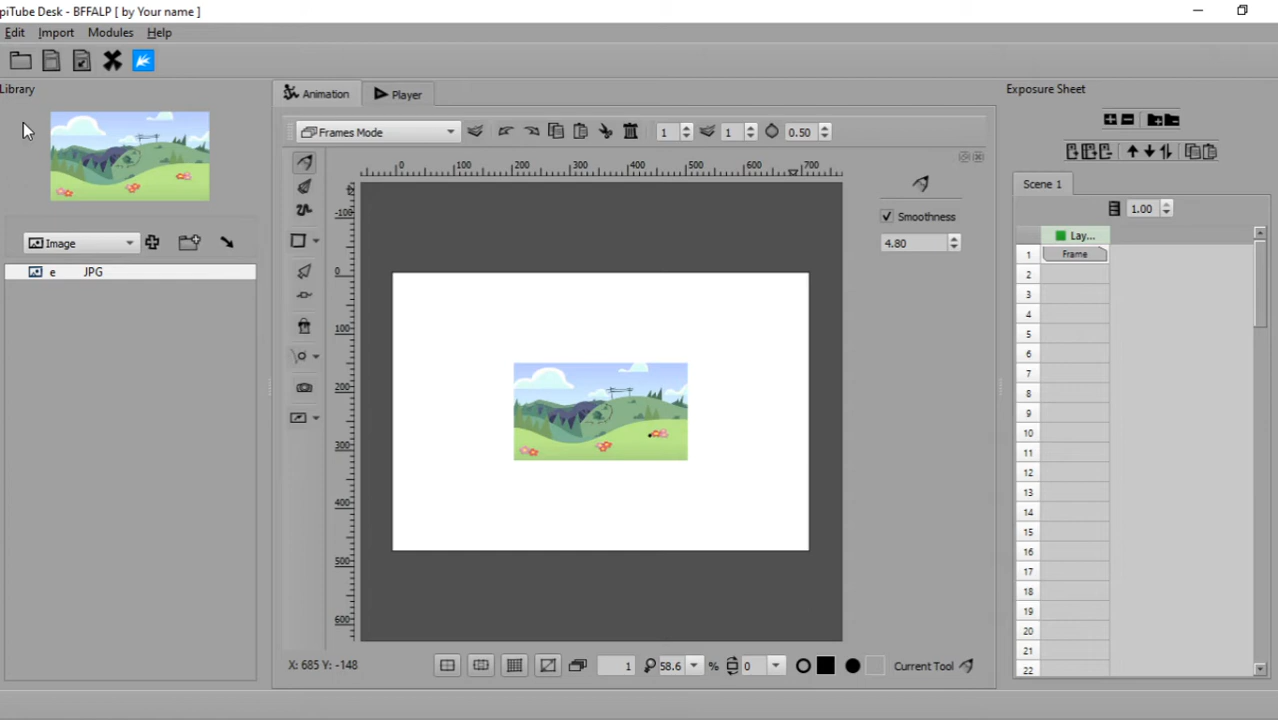 piTube Desk - BFFALP [ by Your name ]
Edit Import Modules Help
Library
Image
e JPG
Animation Player
Frames Mode 1 1 0.50
0 100 200 300 400 500 600 700
-100
0
100
200
300
400
500
600
Smoothness
4.80
X: 685 Y: -148
1 58.6 % 0 Current Tool
Exposure Sheet
Scene 1
1.00
Lay...
1 Frame
2
3
4
5
6
7
8
9
10
11
12
13
14
15
16
17
18
19
20
21
22